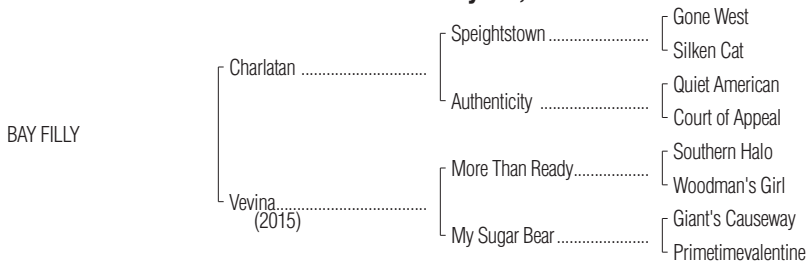 Gone West
Speightstown
Silken Cat
Charlatan
Quiet American
Authenticity
Court of Appeal
BAY FILLY
Southern Halo
More Than Ready
Woodman's Girl
Vevina
(2015)
Giant's Causeway
My Sugar Bear
Primetimevalentine